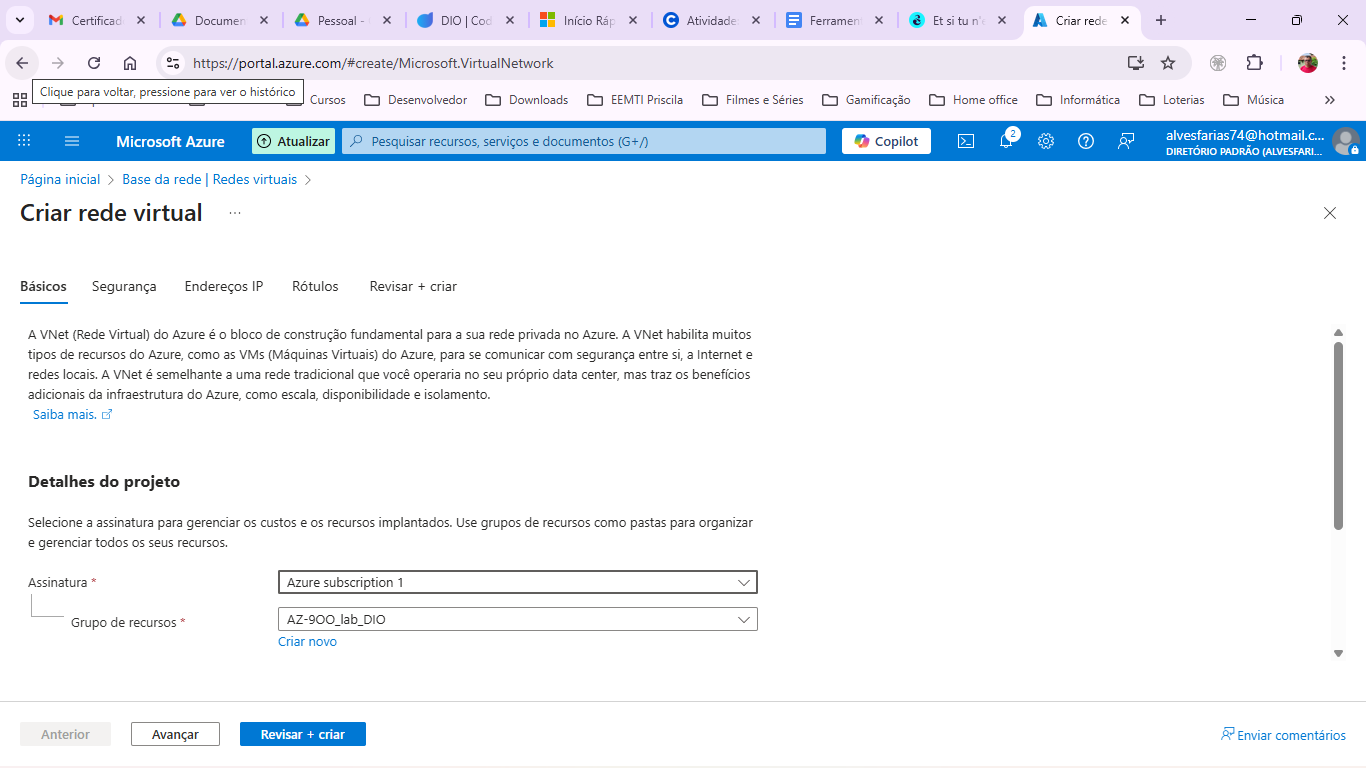 Certificad
Documen
Pessoal -
DIO | Cod
Início Ráp
Atividade
Ferrament
Et si tu n'
Criar rede
https://portal.azure.com/#create/Microsoft.VirtualNetwork
Clique para voltar, pressione para ver o histórico
Cursos
Desenvolvedor
Downloads
EEMTI Priscila
Filmes e Séries
Gamificação
Home office
Informática
Loterias
Música
Microsoft Azure
Atualizar
Pesquisar recursos, serviços e documentos (G+/)
Copilot
2
alvesfarias74@hotmail.c...
DIRETÓRIO PADRÃO (ALVESFARI...
Página inicial > Base da rede | Redes virtuais >
Criar rede virtual ...
Básicos
Segurança
Endereços IP
Rótulos
Revisar + criar
A VNet (Rede Virtual) do Azure é o bloco de construção fundamental para a sua rede privada no Azure. A VNet habilita muitos
tipos de recursos do Azure, como as VMs (Máquinas Virtuais) do Azure, para se comunicar com segurança entre si, a Internet e
redes locais. A VNet é semelhante a uma rede tradicional que você operaria no seu próprio data center, mas traz os benefícios
adicionais da infraestrutura do Azure, como escala, disponibilidade e isolamento.
Saiba mais.
Detalhes do projeto
Selecione a assinatura para gerenciar os custos e os recursos implantados. Use grupos de recursos como pastas para organizar
e gerenciar todos os seus recursos.
Assinatura *
Azure subscription 1
Grupo de recursos *
AZ-9OO_lab_DIO
Criar novo
Anterior
Avançar
Revisar + criar
Enviar comentários